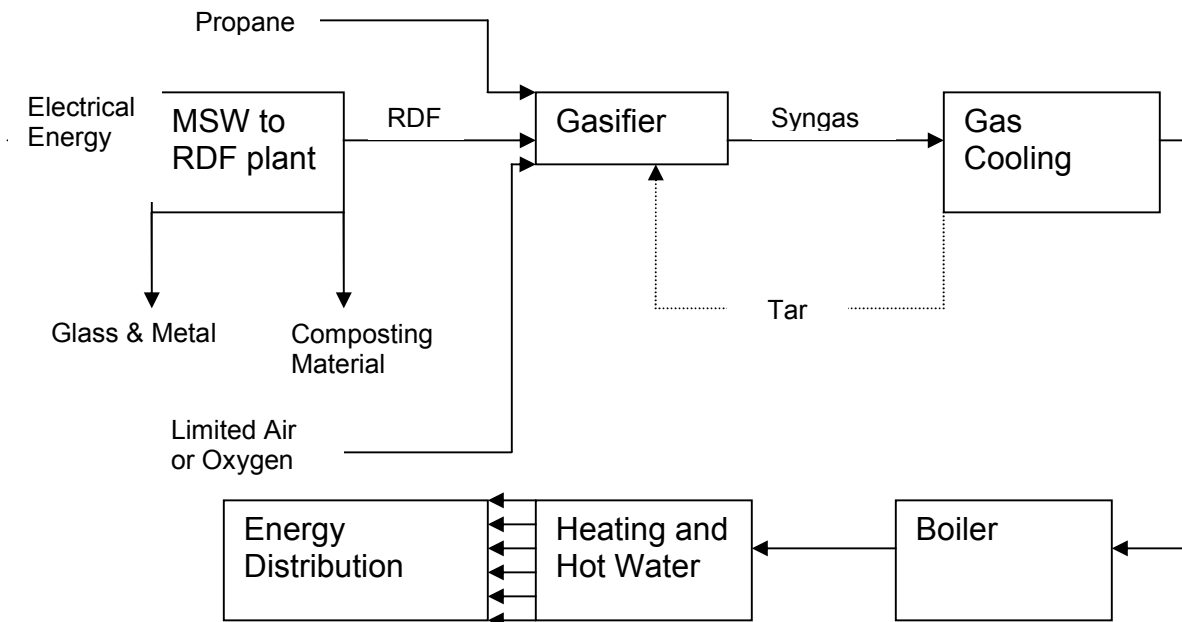 Propane
Electrical
Energy
MSW to
RDF plant
RDF
Gasifier
Syngas
Gas
Cooling
Tar
Glass & Metal
Composting
Material
Limited Air
or Oxygen
Energy
Distribution
Heating and
Hot Water
Boiler